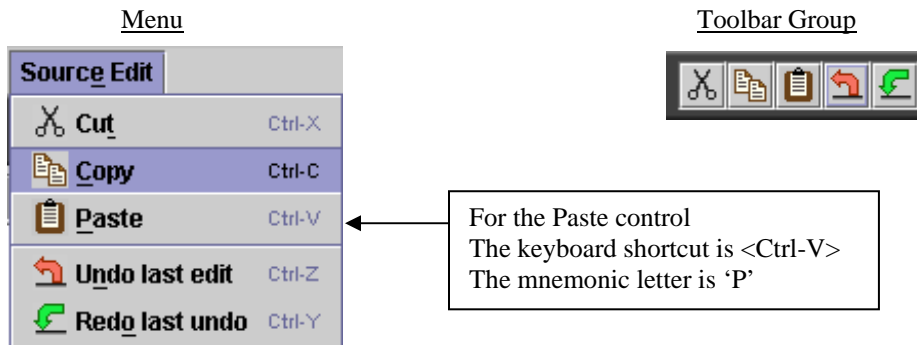 Menu
Toolbar Group
Source Edit
Cut Ctrl-X
Copy Ctrl-C
Paste Ctrl-V
Undo last edit Ctrl-Z
Redo last undo Ctrl-Y
For the Paste control
The keyboard shortcut is <Ctrl-V>
The mnemonic letter is ‘P’